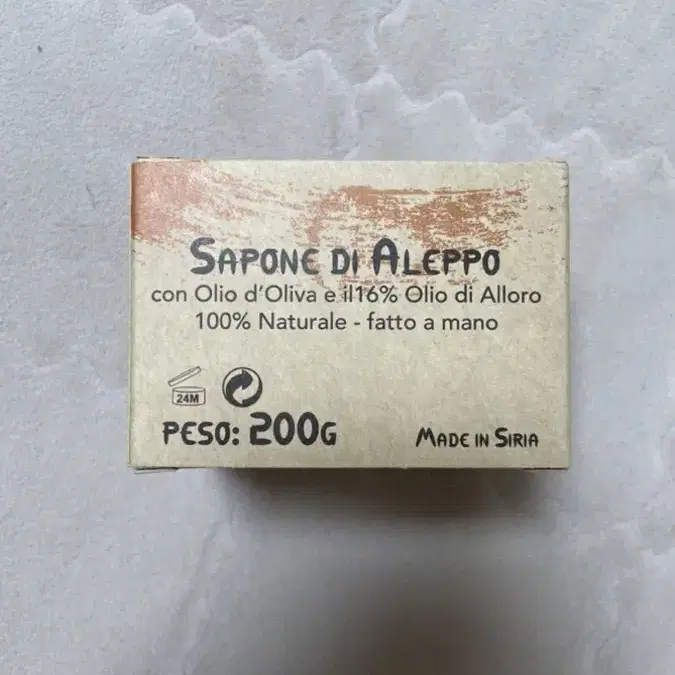 SAPONE DI ALEPPO
con Olio d'Oliva e il16% Olio di Alloro
100% Naturale - fatto a mano
24M
PESO: 200G
MADE IN SIRIA